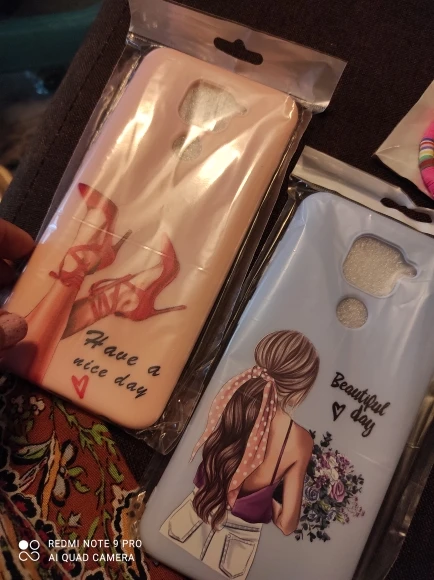 Have a
nice day
Beautiful
day
REDMI NOTE 9 PRO
AI QUAD CAMERA